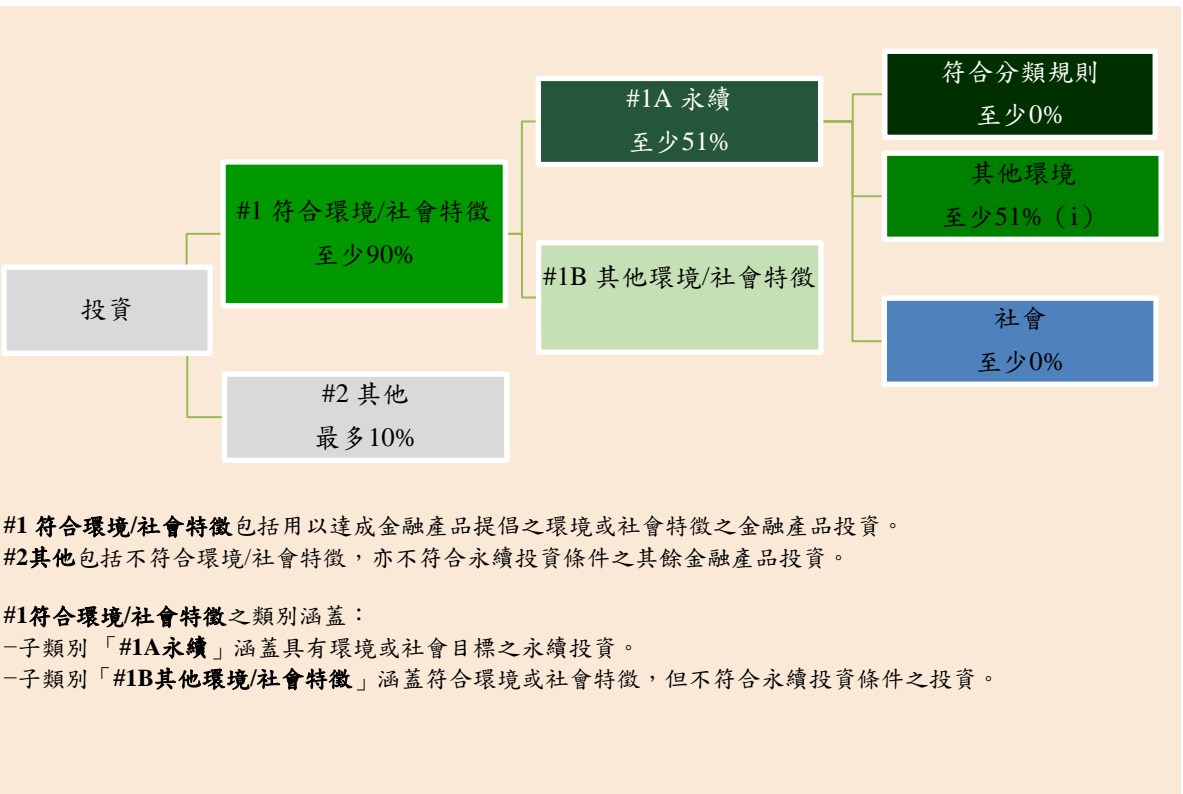 符合分類規則
至少0%
#1A 永續
至少51%
其他環境
至少51%（i）
#1 符合環境/社會特徵
至少90%
#1B 其他環境/社會特徵
投資
社會
至少0%
#2 其他
最多10%
#1 符合環境/社會特徵包括用以達成金融產品提倡之環境或社會特徵之金融產品投資。
#2其他包括不符合環境/社會特徵，亦不符合永續投資條件之其餘金融產品投資。
#1符合環境/社會特徵之類別涵蓋：
−子類別「#1A永續」涵蓋具有環境或社會目標之永續投資。
−子類別「#1B其他環境/社會特徵」涵蓋符合環境或社會特徵，但不符合永續投資條件之投資。